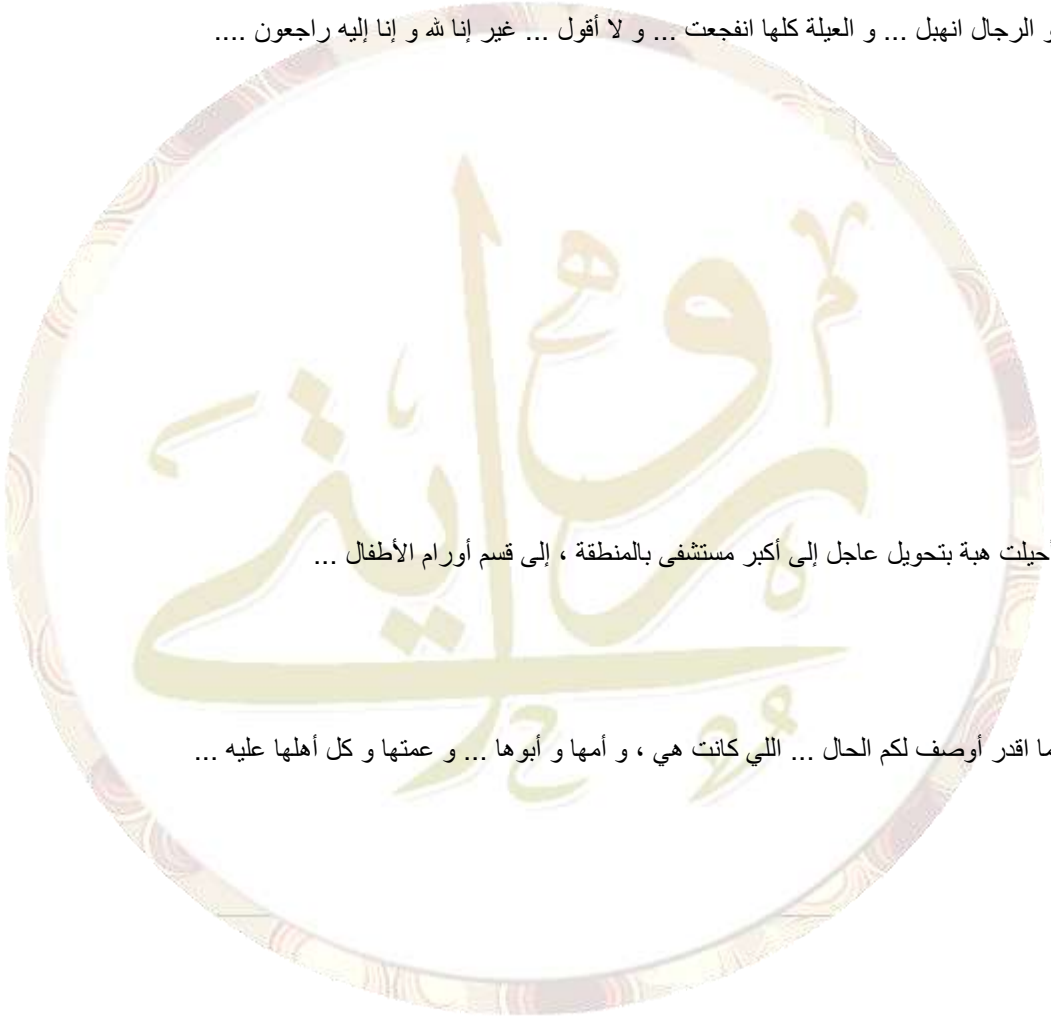 و الرجال انهبل ... و العيلة كلها انفجعت ... و لا أقول ... غير إنا لله و إنا إليه راجعون ....
أحيلت هبة بتحويل عاجل إلى أكبر مستشفى بالمنطقة ، إلى قسم أورام الأطفال ...
ما اقدر أوصف لكم الحال ... اللي كانت هي ، و أمها و أبوها ... و عمتها و كل أهلها عليه ...
روايتي